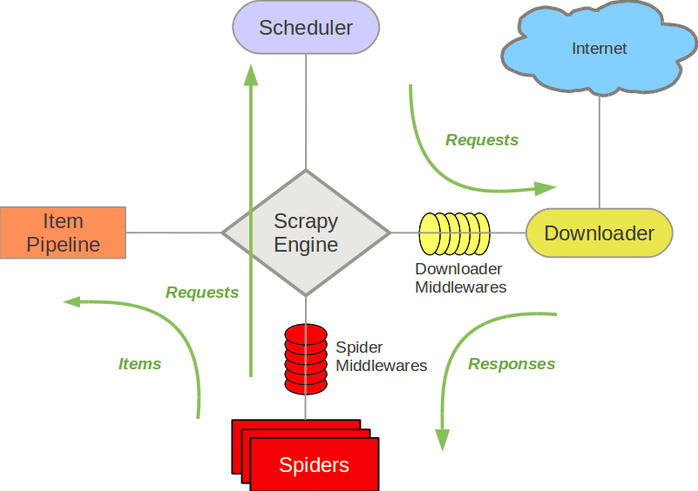 Scheduler
Internet
Requests
Item
Pipeline
Scrapy
Engine
Downloader
Downloader
Middlewares
Requests
Spider
Middlewares
Items
Responses
Spiders